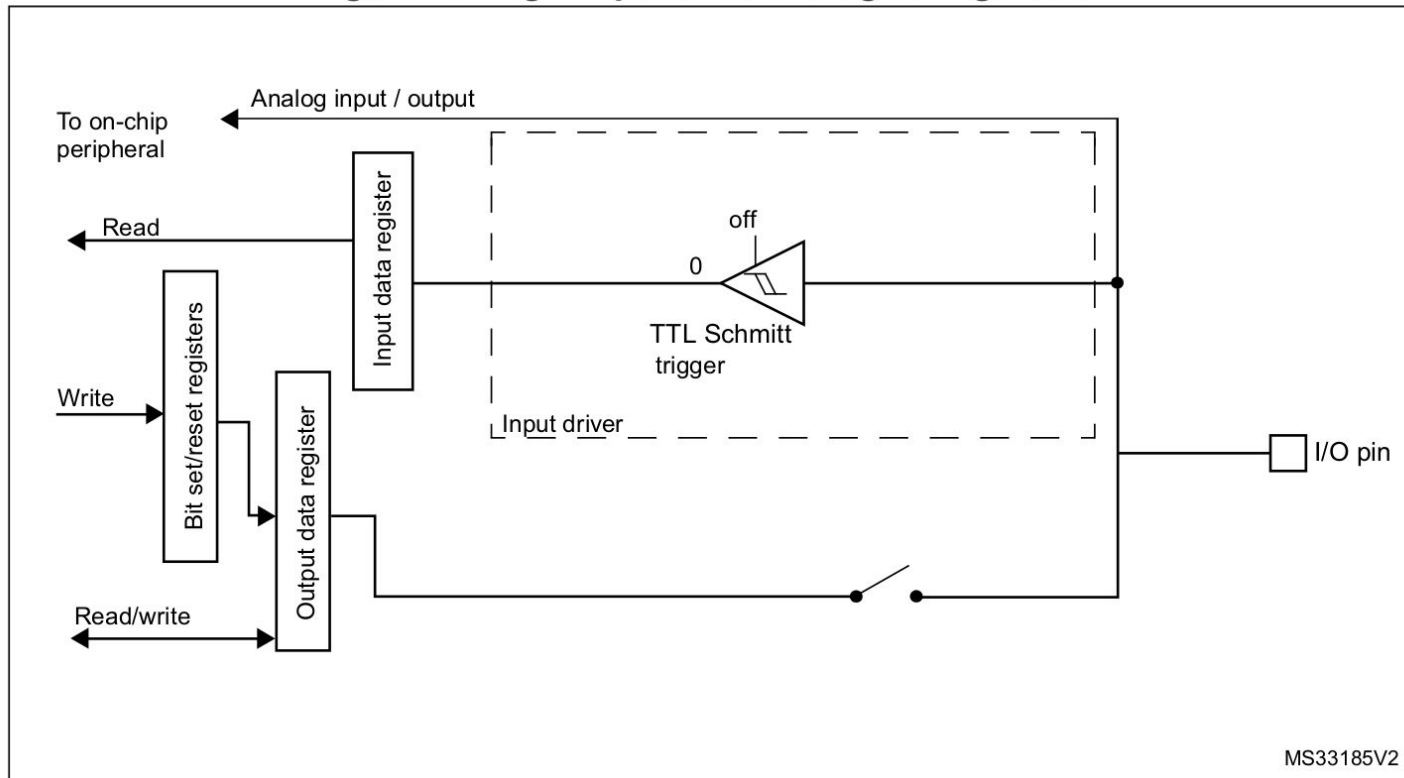 Analog input / output
To on-chip
peripheral
Input data register
Read
off
0
TTL Schmitt
trigger
Bit set/reset registers
Write
Input driver
Output data register
I/O pin
Read/write
MS33185V2